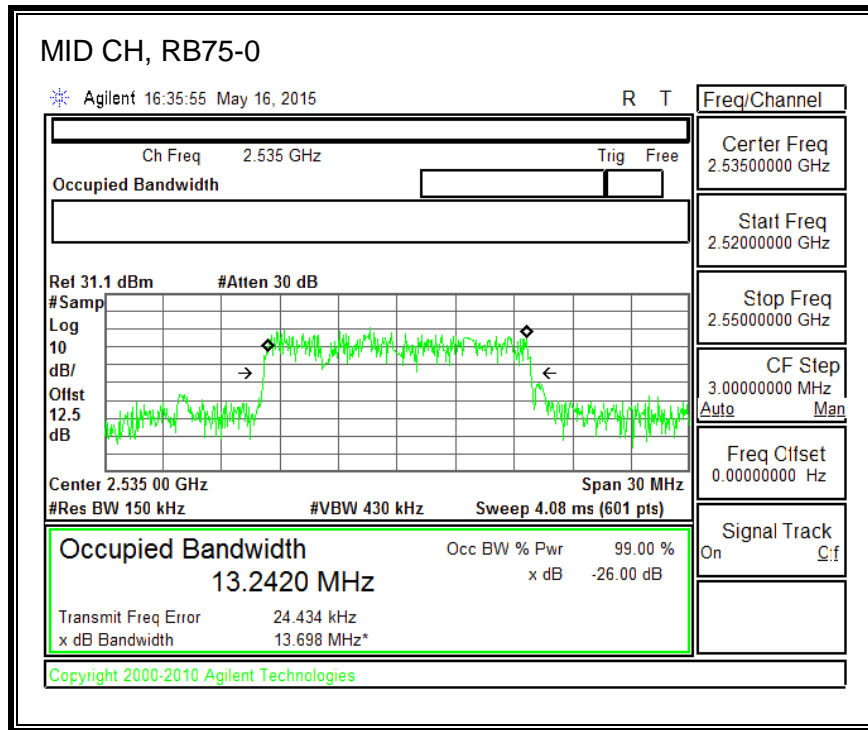 MID CH, RB75-0
Agilent 16:35:55 May 16, 2015 R T
Freq/Channel
Ch Freq 2.535 GHz Trig Free
Occupied Bandwidth
Center Freq
2.53500000 GHz
Start Freq
2.52000000 GHz
Stop Freq
2.55000000 GHz
CF Step
3.00000000 MHz
Auto Man
Freq Offset
0.00000000 Hz
Signal Track
On Off
Ref 31.1 dBm #Atten 30 dB
#Samp
Log
10
dB/
Offst
12.5
dB
Center 2.535 00 GHz Span 30 MHz
#Res BW 150 kHz #VBW 430 kHz Sweep 4.08 ms (601 pts)
Occupied Bandwidth Occ BW % Pwr 99.00 %
13.2420 MHz x dB -26.00 dB
Transmit Freq Error 24.434 kHz
x dB Bandwidth 13.698 MHz*
Copyright 2000-2010 Agilent Technologies